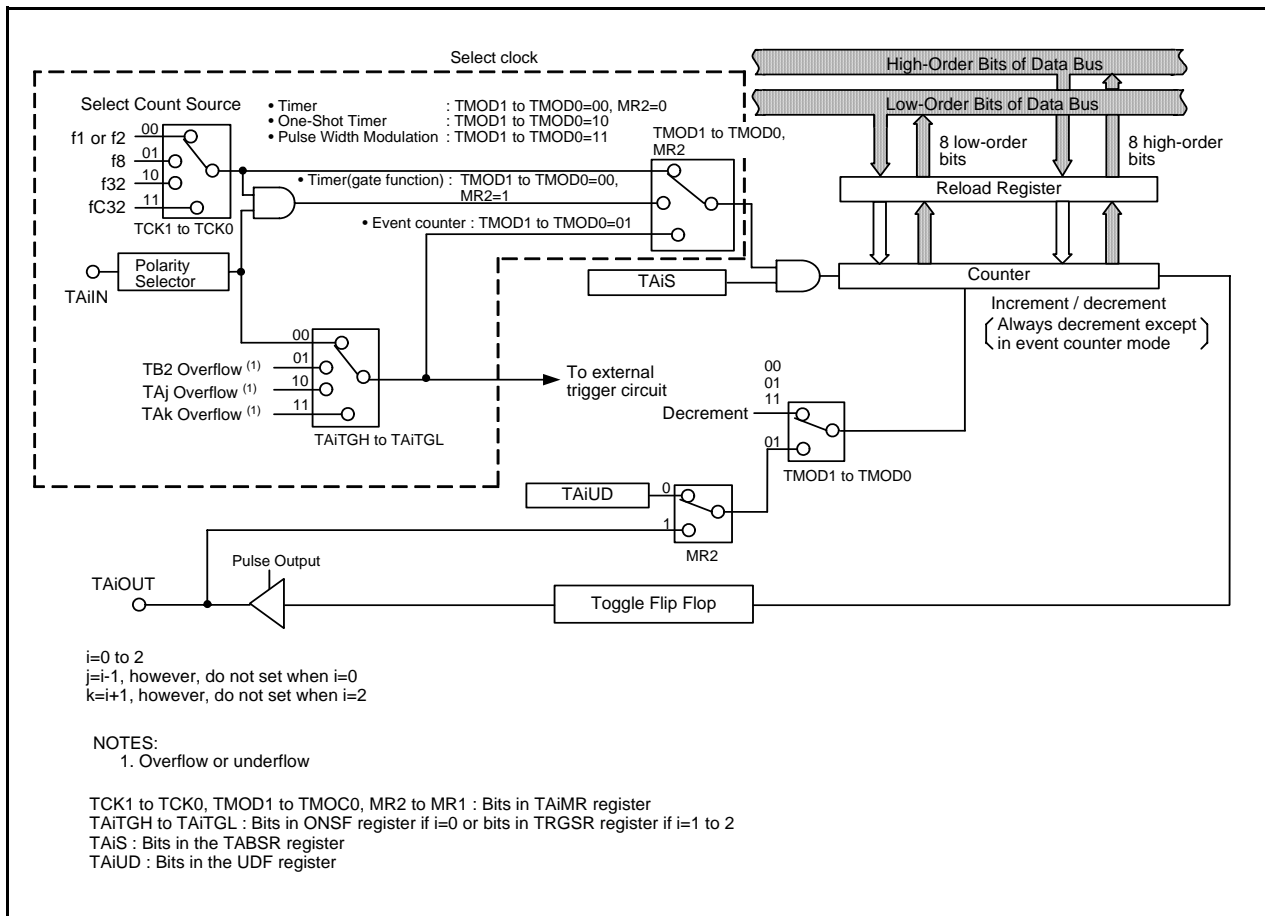 Select clock
High-Order Bits of Data Bus
Low-Order Bits of Data Bus
Select Count Source
• Timer : TMOD1 to TMOD0=00, MR2=0
• One-Shot Timer : TMOD1 to TMOD0=10
• Pulse Width Modulation : TMOD1 to TMOD0=11
TMOD1 to TMOD0,
MR2
f1 or f2
00
f8
01
f32
10
fC32
11
TCK1 to TCK0
• Timer(gate function) : TMOD1 to TMOD0=00,
MR2=1
• Event counter : TMOD1 to TMOD0=01
8 low-order
bits
8 high-order
bits
Reload Register
Polarity
Selector
TAiIN
TAiS
Counter
Increment / decrement
( Always decrement except
in event counter mode )
00
TB2 Overflow (1)
01
TAj Overflow (1)
10
TAk Overflow (1)
11
TAiTGH to TAiTGL
To external
trigger circuit
00
01
11
Decrement
01
TMOD1 to TMOD0
TAiUD
0
1
MR2
Pulse Output
TAiOUT
Toggle Flip Flop
i=0 to 2
j=i-1, however, do not set when i=0
k=i+1, however, do not set when i=2
NOTES:
1. Overflow or underflow
TCK1 to TCK0, TMOD1 to TMOC0, MR2 to MR1 : Bits in TAiMR register
TAiTGH to TAiTGL : Bits in ONSF register if i=0 or bits in TRGSR register if i=1 to 2
TAiS : Bits in the TABSR register
TAiUD : Bits in the UDF register